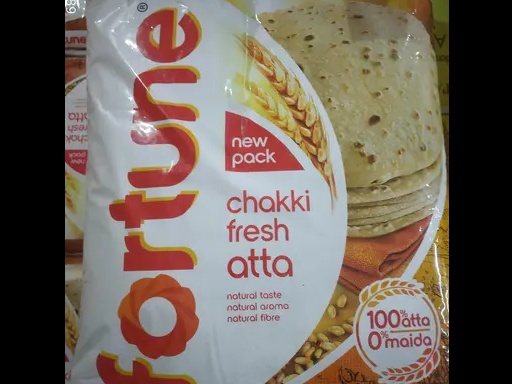 fortune®
new
pack
chakki
fresh
atta
natural taste
natural aroma
natural fibre
100% atta
0% maida